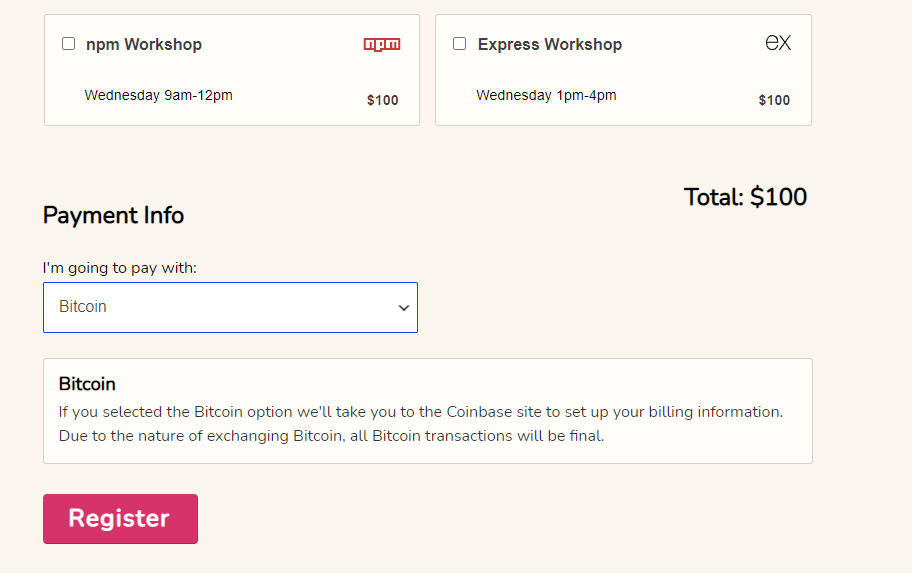 npm Workshop
npm
Wednesday 9am-12pm
$100
Express Workshop
ex
Wednesday 1pm-4pm
$100
Total: $100
Payment Info
I'm going to pay with:
Bitcoin
Bitcoin
If you selected the Bitcoin option we'll take you to the Coinbase site to set up your billing information.
Due to the nature of exchanging Bitcoin, all Bitcoin transactions will be final.
Register